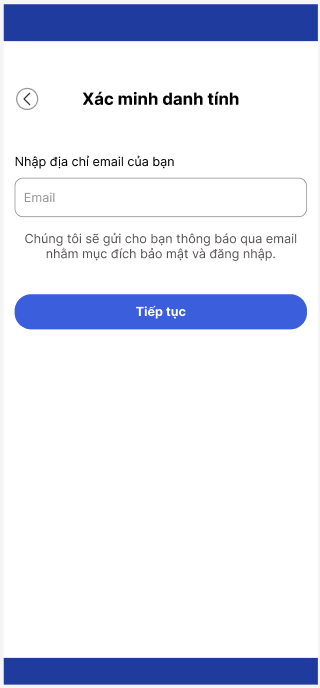 Xác minh danh tính
Nhập địa chỉ email của bạn
Email
Chúng tôi sẽ gửi cho bạn thông báo qua email
nhằm mục đích bảo mật và đăng nhập.
Tiếp tục